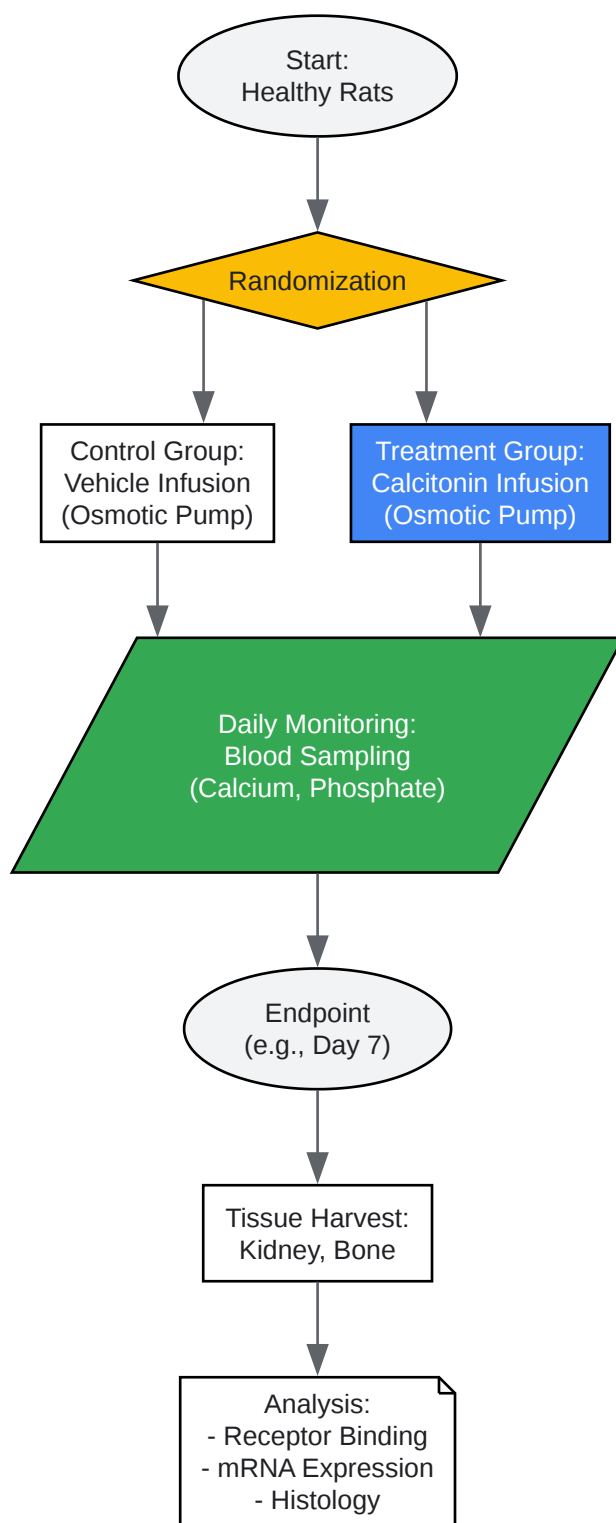 Start:
Healthy Rats
Randomization
Control Group:
Vehicle Infusion
(Osmotic Pump)
Treatment Group:
Calcitonin Infusion
(Osmotic Pump)
Daily Monitoring:
Blood Sampling
(Calcium, Phosphate)
Endpoint
(e.g., Day 7)
Tissue Harvest:
Kidney, Bone
Analysis:
- Receptor Binding
- mRNA Expression
- Histology